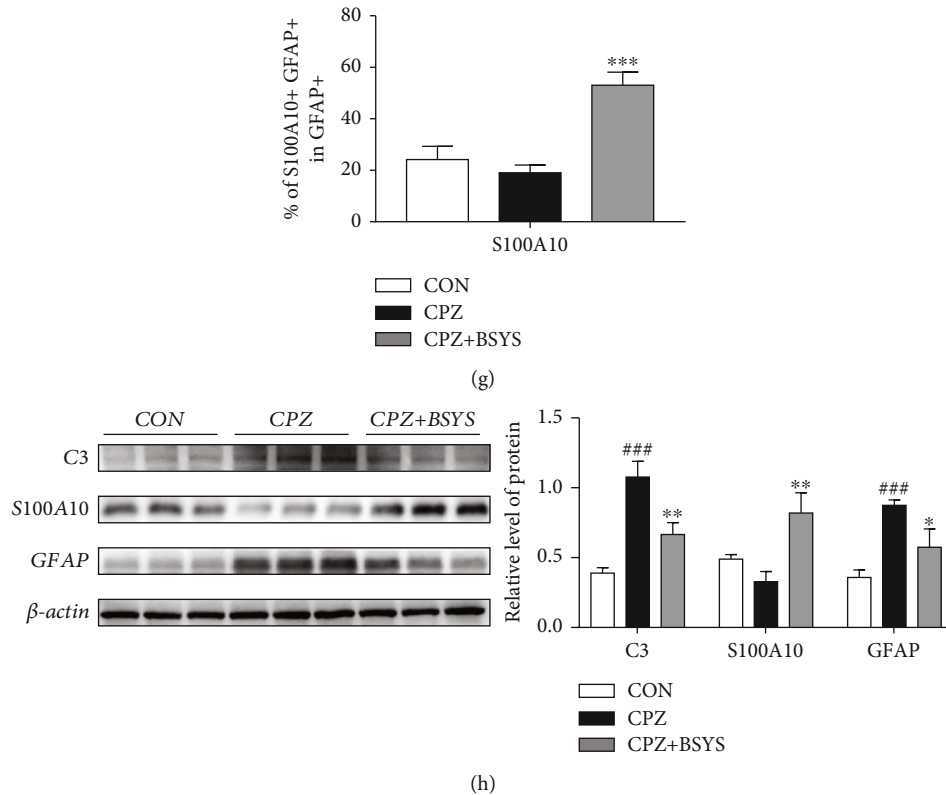 80
60
40
20
0
% of S100A10+ GFAP+
in GFAP+
***
S100A10
CON
CPZ
CPZ+BSYS
(g)
CON CPZ CPZ+BSYS
C3
S100A10
GFAP
β-actin
1.5
1.0
0.5
0.0
Relative level of protein
###
**
**
###
*
C3 S100A10 GFAP
CON
CPZ
CPZ+BSYS
(h)